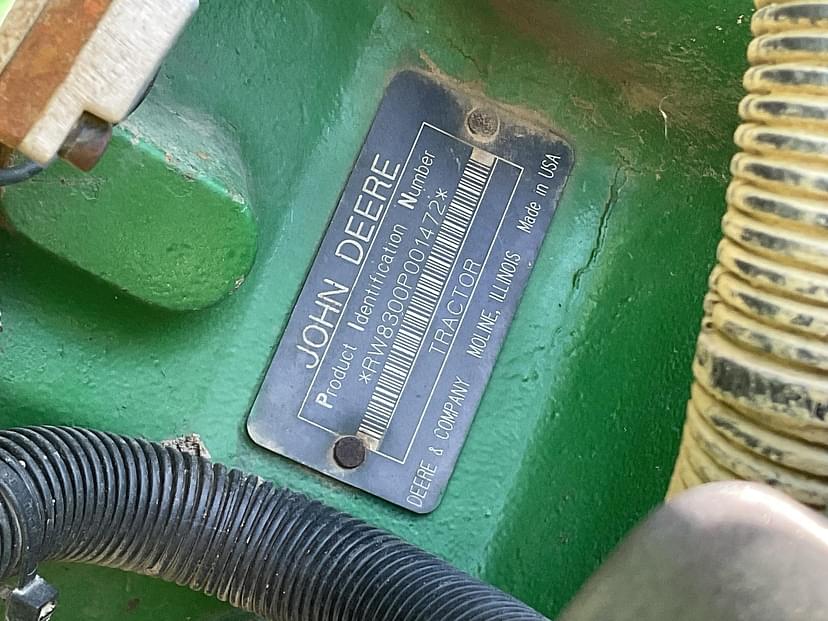 JOHN DEERE
Product Identification Number
*RW8300P001472*
TRACTOR
DEERE & COMPANY MOLINE, ILLINOIS Made in USA